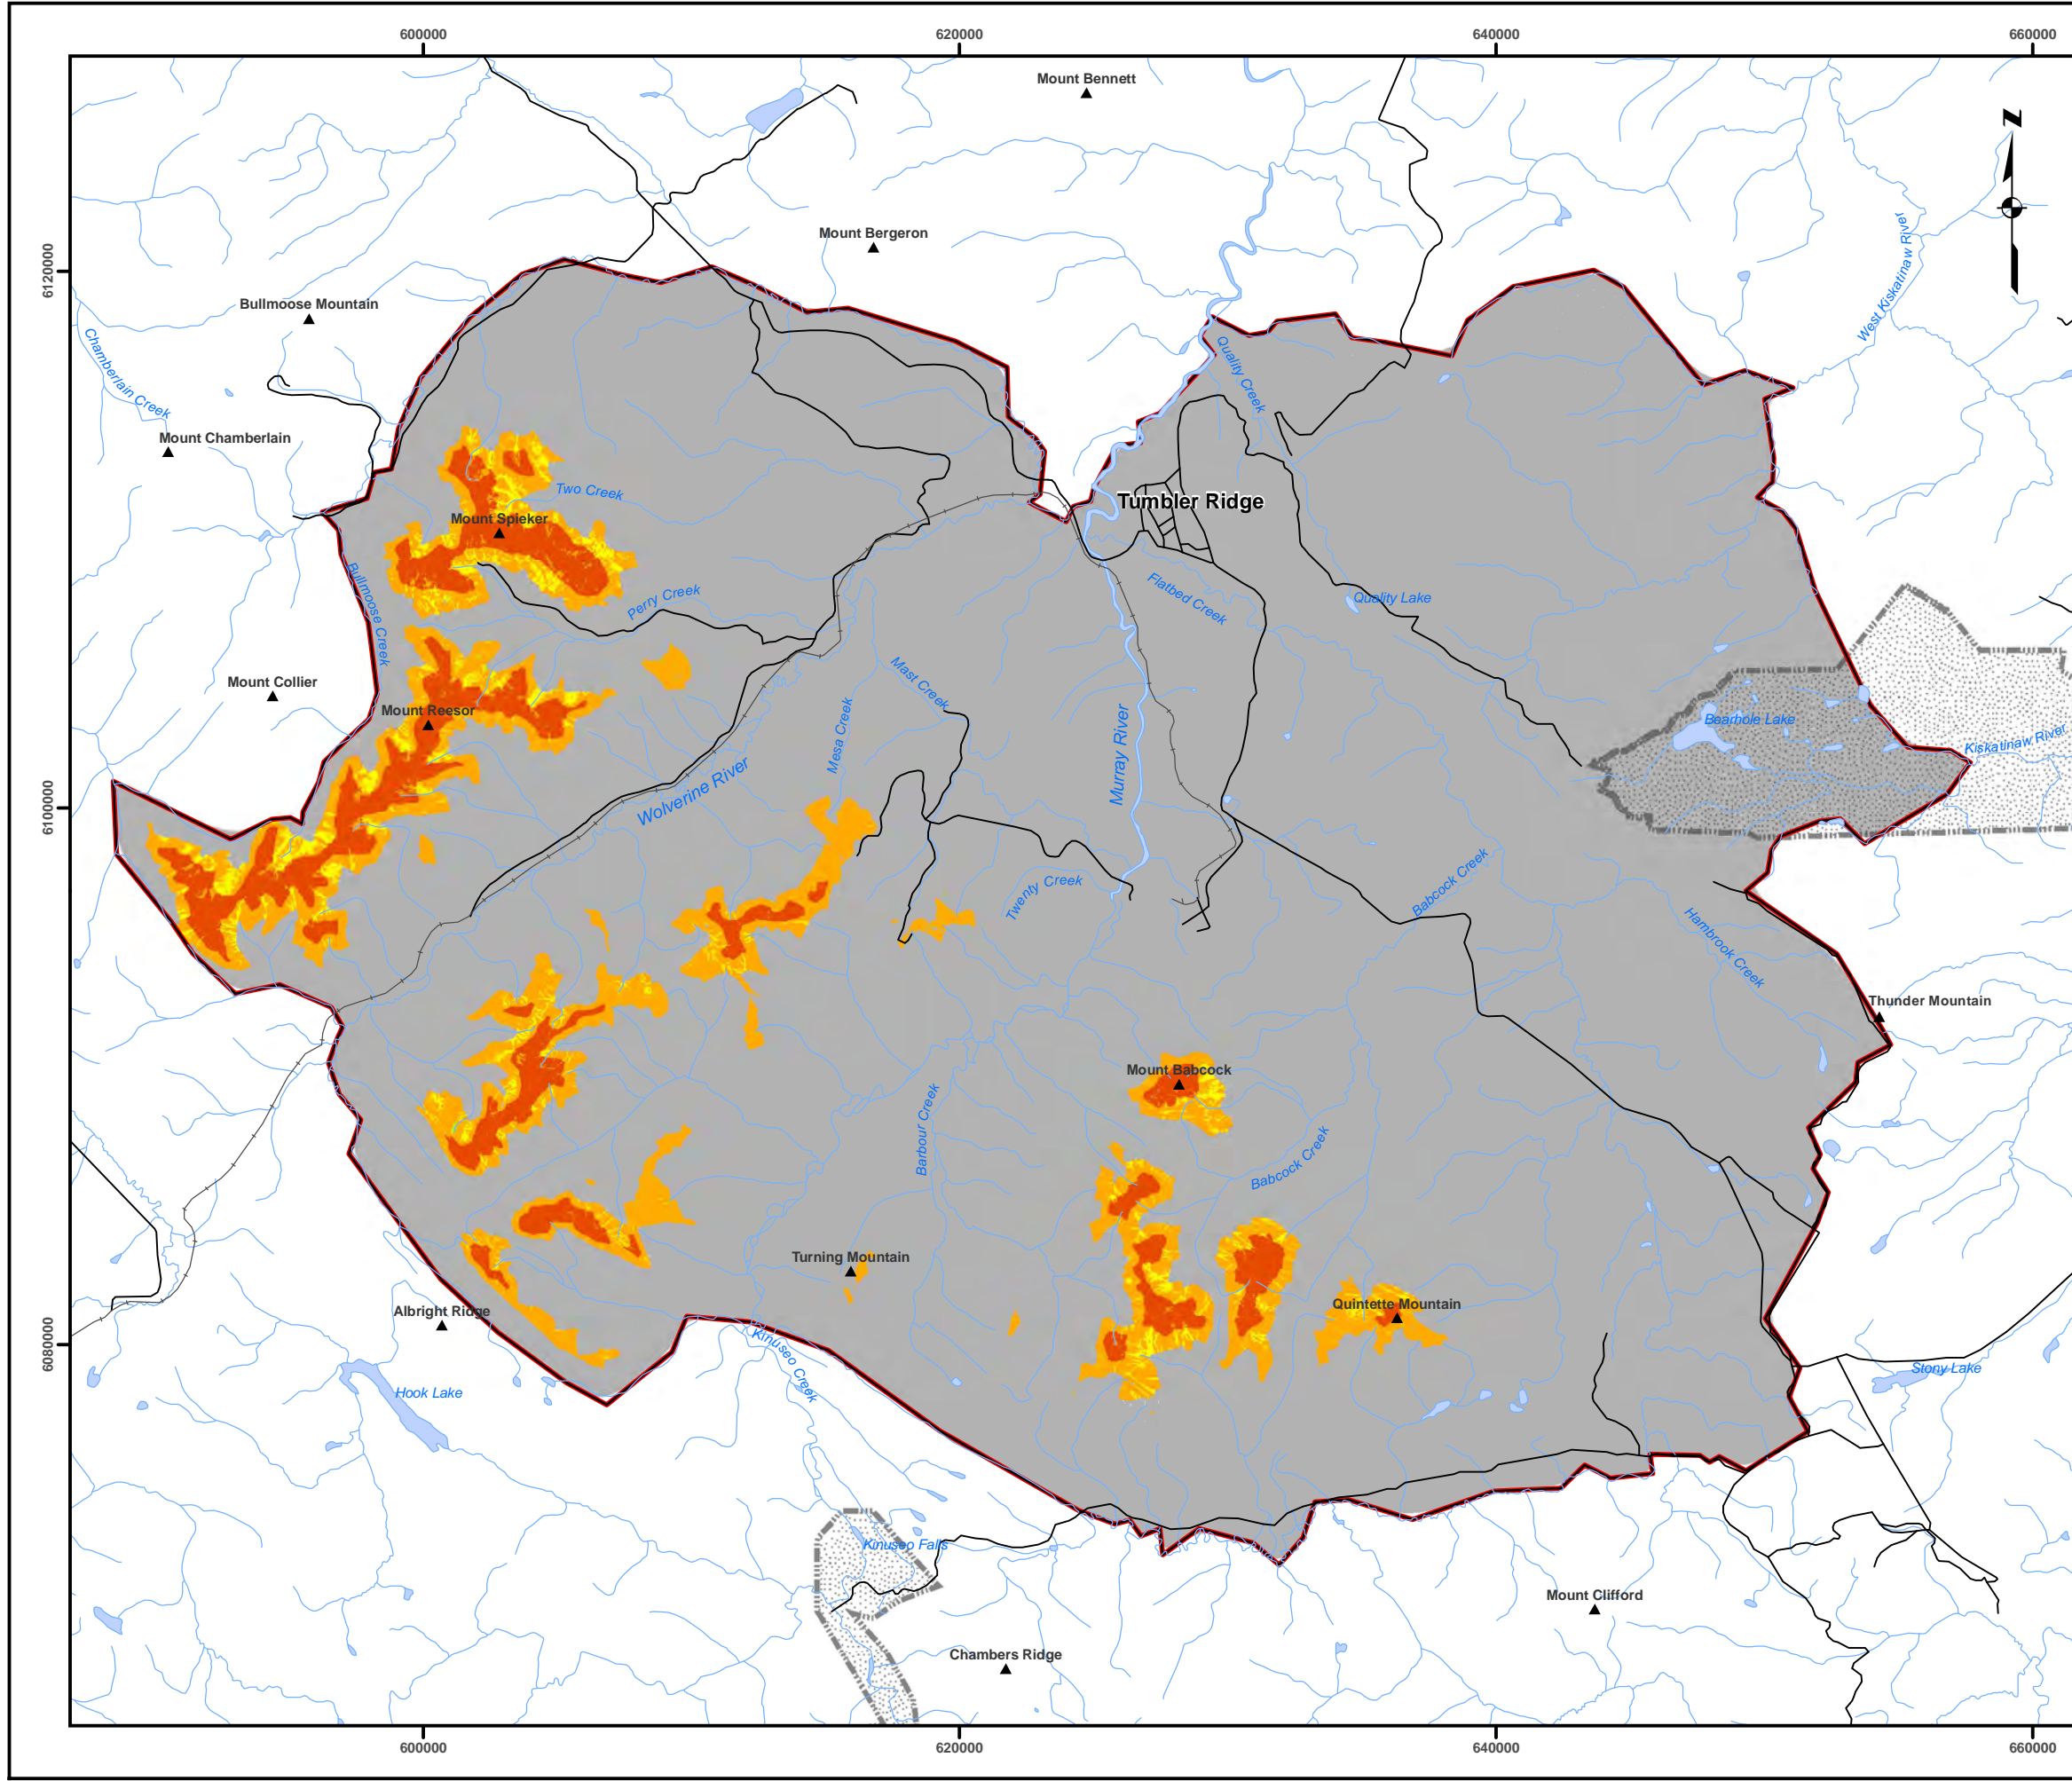 600000
620000
640000
660000
Mount Bennett
N
Mount Bergeron
6120000
Bullmoose Mountain
West Kiskatinaw River
Chamberlain Creek
Quality Creek
Mount Chamberlain
Two Creek
Tumbler Ridge
Mount Spieker
Bullmoose Creek
Perry Creek
Flatbed Creek
Quality Lake
Mount Collier
Mast Creek
Mount Reesor
Mesa Creek
Murray River
Bearhole Lake
Kiskatinaw River
Wolverine River
6100000
Twenty Creek
Babcock Creek
Hambrook Creek
Thunder Mountain
Mount Babcock
Barbour Creek
Babcock Creek
Turning Mountain
Albright Ridge
Quintette Mountain
6080000
Kinuseo Creek
Hook Lake
Stony Lake
Kinuseo Falls
Mount Clifford
Chambers Ridge
600000
620000
640000
660000